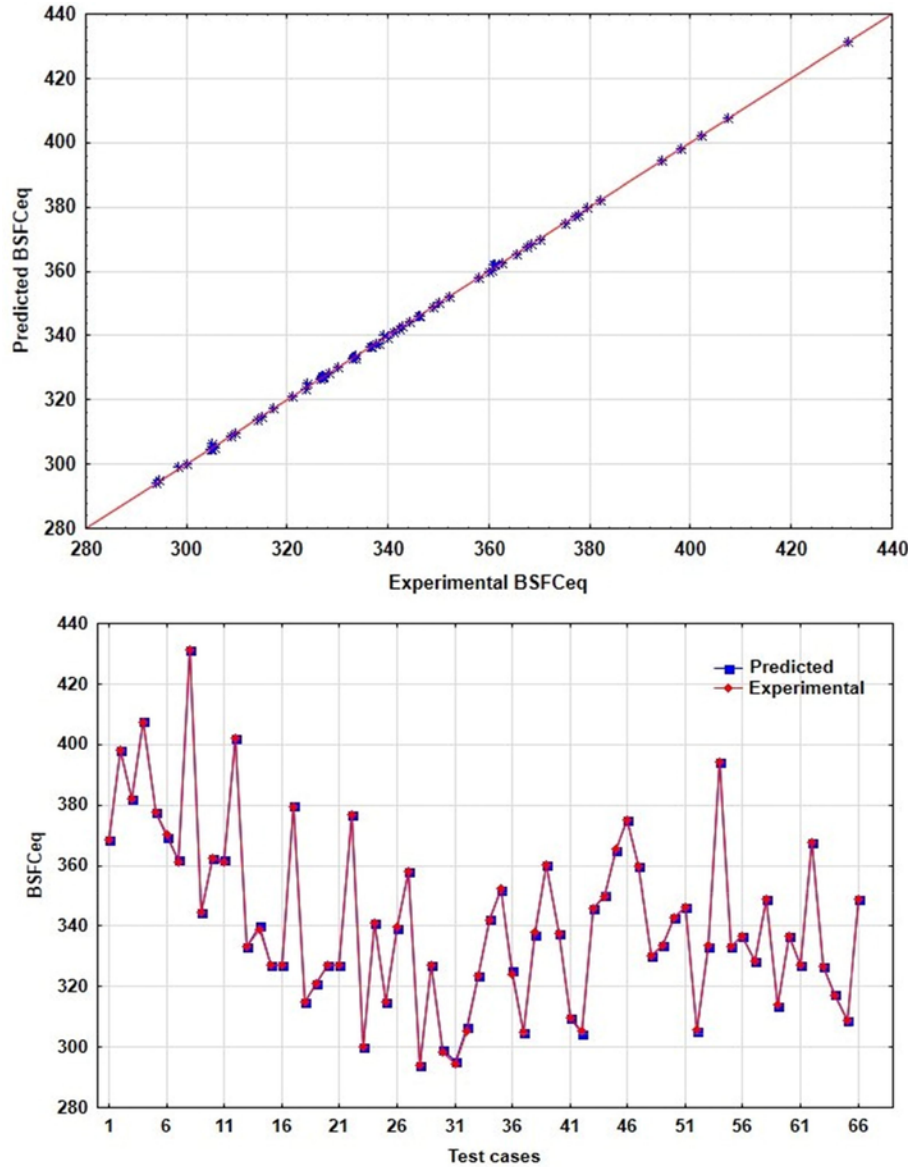 440
420
400
380
360
340
320
300
280
Predicted BSFCeq
280 300 320 340 360 380 400 420 440
Experimental BSFCeq
440
420
400
380
360
340
320
300
280
BSFCeq
Predicted
Experimental
1 6 11 16 21 26 31 36 41 46 51 56 61 66
Test cases